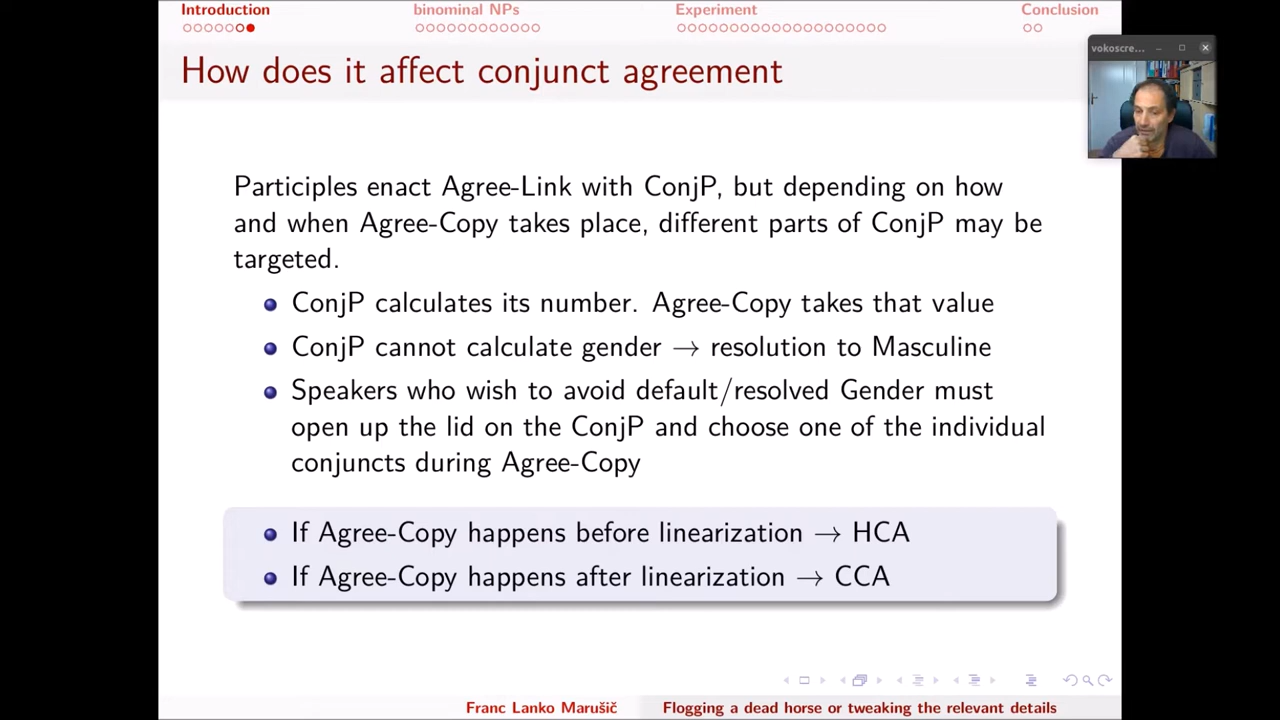 Introduction binominal NPs Experiment Conclusion
How does it affect conjunct agreement
vokoscre...
Participles enact Agree-Link with ConjP, but depending on how
and when Agree-Copy takes place, different parts of ConjP may be
targeted.
ConjP calculates its number. Agree-Copy takes that value
ConjP cannot calculate gender → resolution to Masculine
Speakers who wish to avoid default/resolved Gender must
open up the lid on the ConjP and choose one of the individual
conjuncts during Agree-Copy
If Agree-Copy happens before linearization → HCA
If Agree-Copy happens after linearization → CCA
Franc Lanko Marušič Flogging a dead horse or tweaking the relevant details